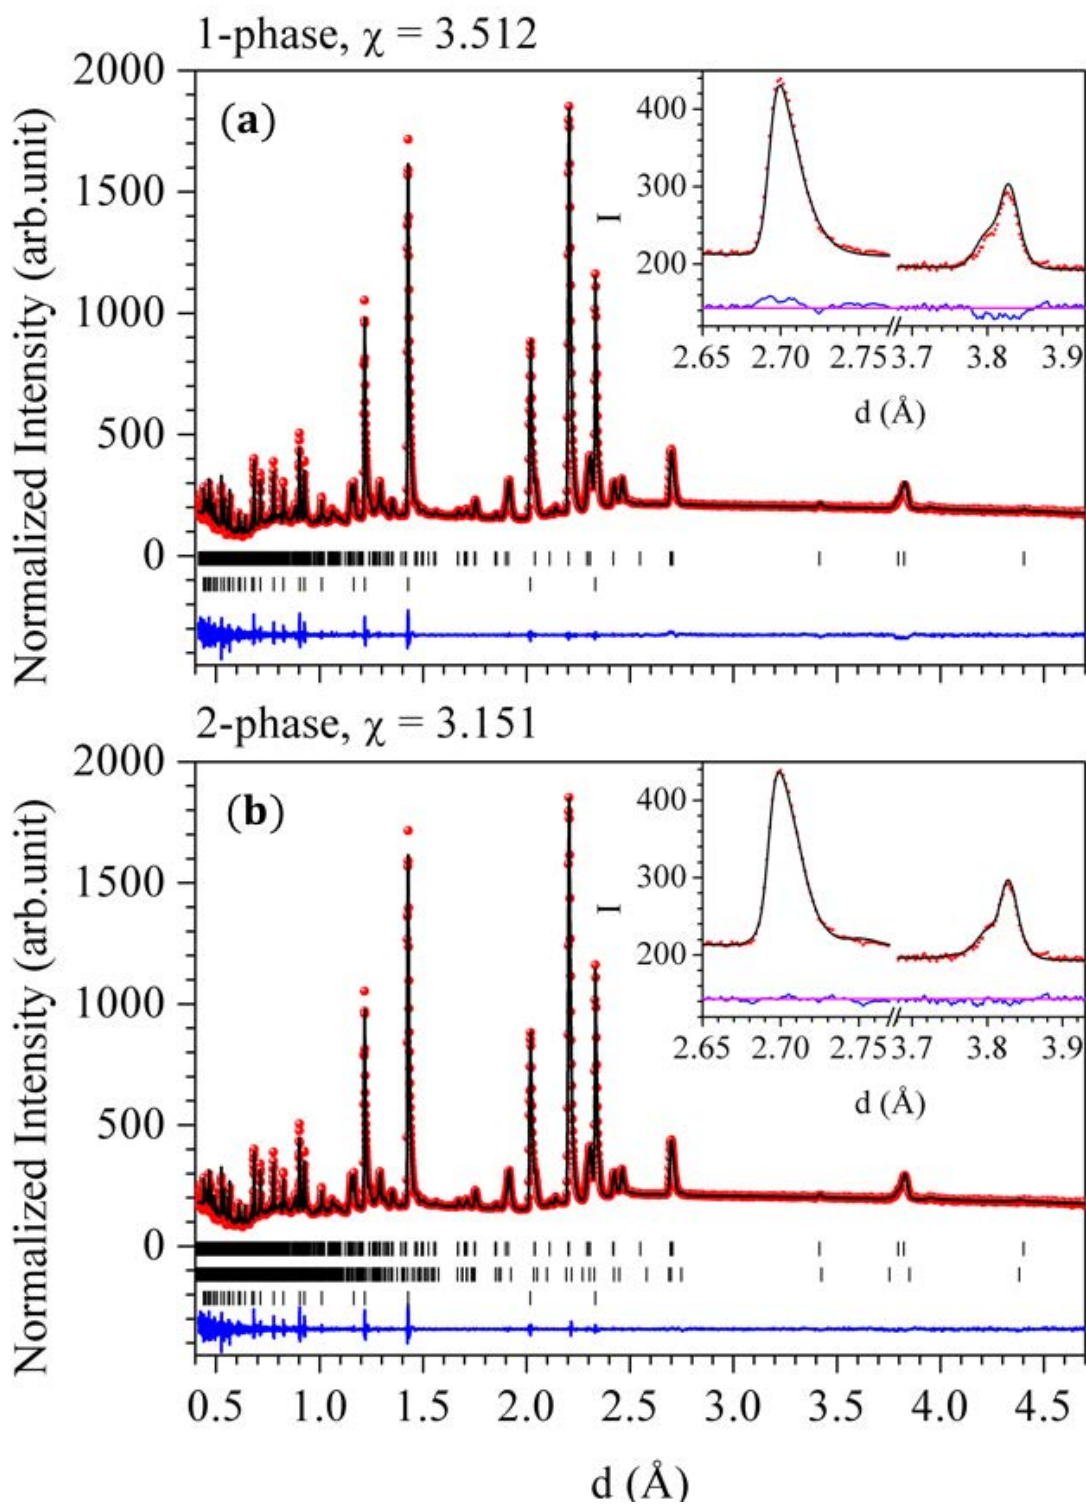 1-phase, χ = 3.512
Normalized Intensity (arb.unit)
2000
1500
1000
500
0
(a)
I
400
300
200
2.65 2.70 2.75 3.7 3.8 3.9
d (Å)
2-phase, χ = 3.151
Normalized Intensity (arb.unit)
2000
1500
1000
500
0
(b)
I
400
300
200
2.65 2.70 2.75 3.7 3.8 3.9
d (Å)
0.5 1.0 1.5 2.0 2.5 3.0 3.5 4.0 4.5
d (Å)